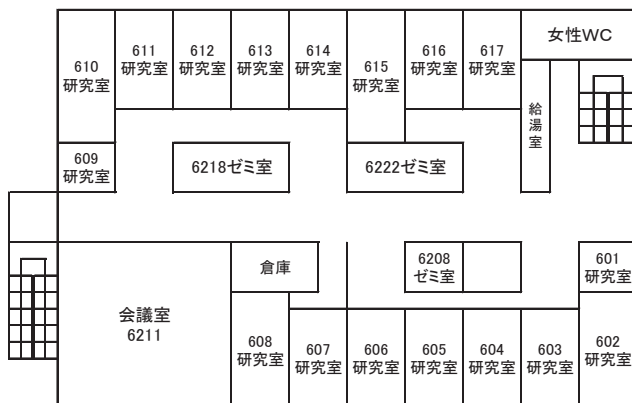 610
研究室
611
研究室
612
研究室
613
研究室
614
研究室
615
研究室
616
研究室
617
研究室
女性WC
給湯室
609
研究室
6218ゼミ室
6222ゼミ室
倉庫
6208
ゼミ室
601
研究室
会議室
6211
608
研究室
607
研究室
606
研究室
605
研究室
604
研究室
603
研究室
602
研究室